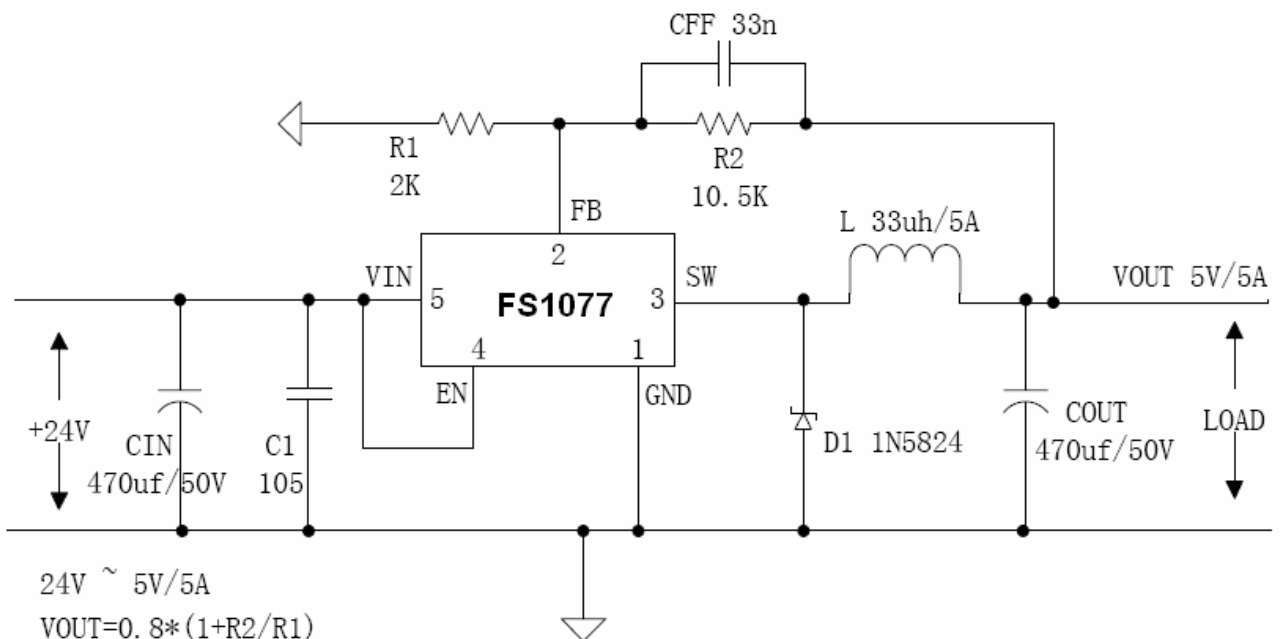 CFF 33n
R1
2K
R2
10.5K
FB
L 33uh/5A
VIN
2
SW
VOUT 5V/5A
5
FS1077
3
4
1
EN
GND
+24V
CIN
470uf/50V
C1
105
D1 1N5824
COUT
470uf/50V
LOAD
24V ~ 5V/5A
VOUT=0.8*(1+R2/R1)